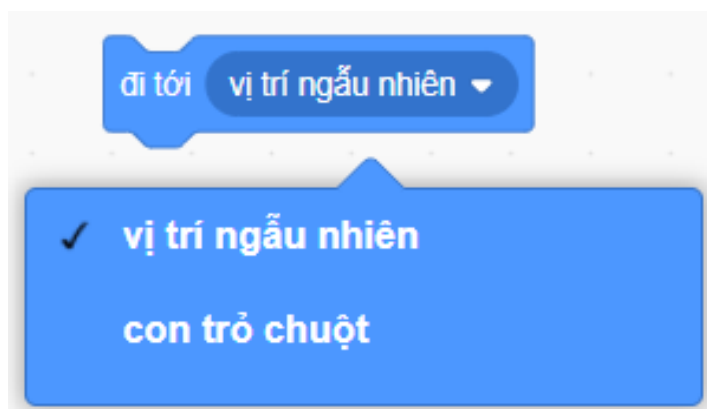 đi tới vị trí ngẫu nhiên
vị trí ngẫu nhiên
con trỏ chuột